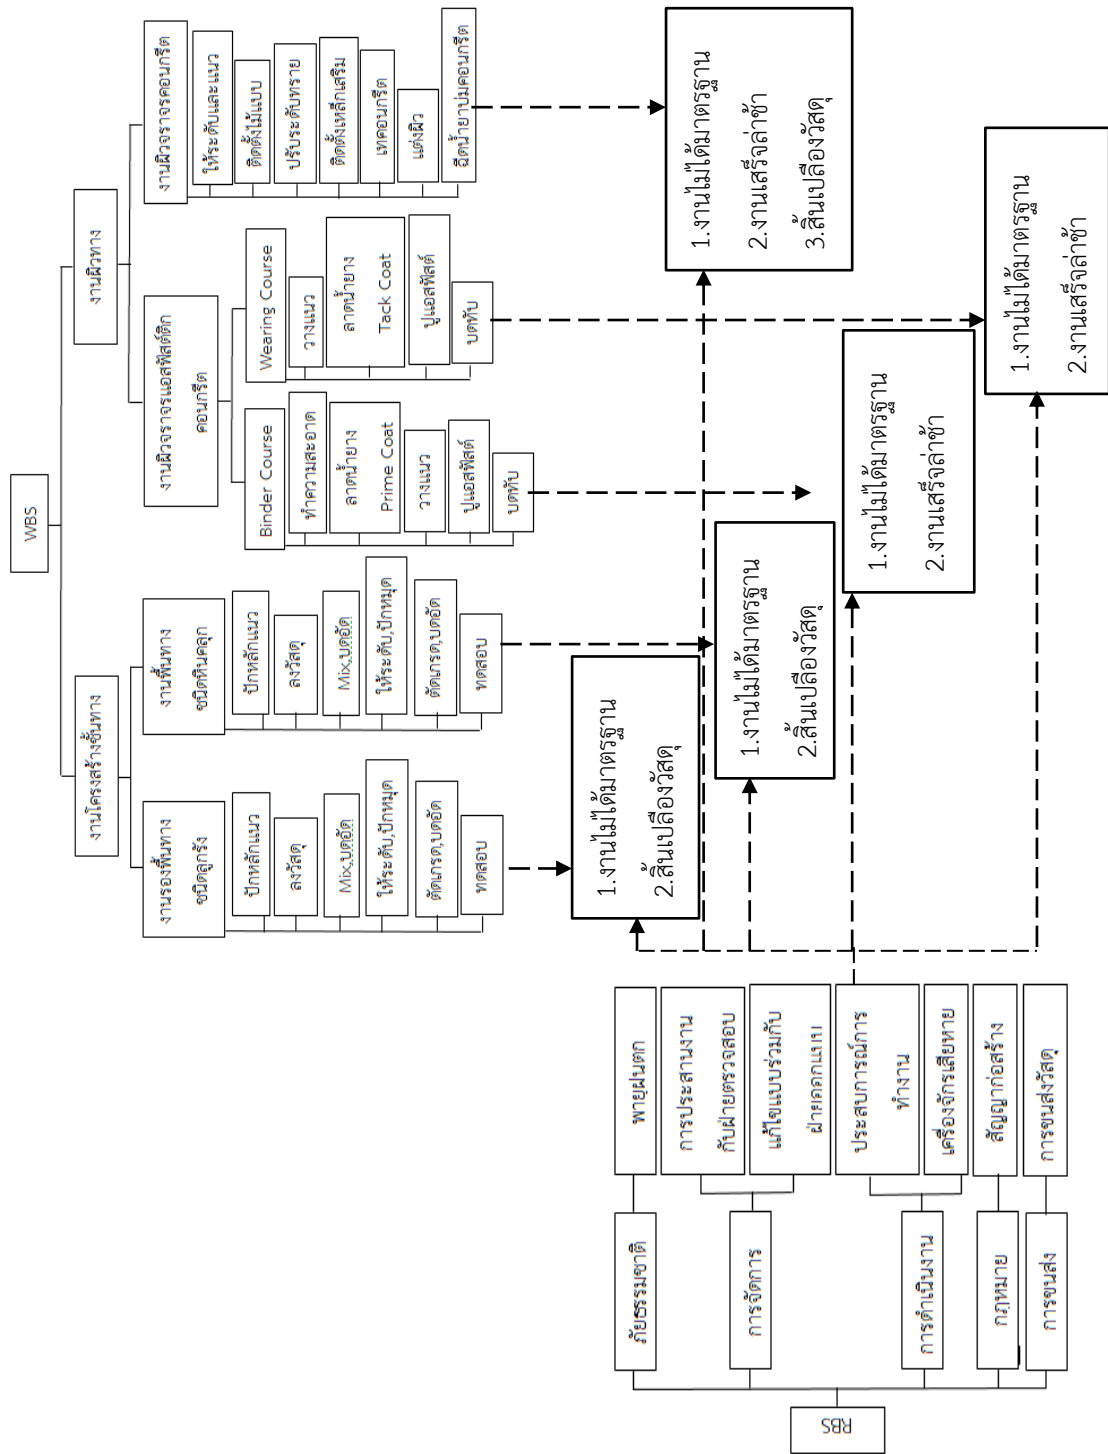 WBS
งานโครงสร้างชั้นทาง
งานผิวทาง
งานรองพื้นทาง
ชนิดลูกรัง
ปักหลักแนว
ลงวัสดุ
Mix,บดอัด
ให้ระดับ,ปักหมุด
ตัดเกรด,บดอัด
ทดสอบ
งานพื้นทาง
ชนิดหินคลุก
ปักหลักแนว
ลงวัสดุ
Mix,บดอัด
ให้ระดับ,ปักหมุด
ตัดเกรด,บดอัด
ทดสอบ
งานผิวจราจรแอสฟัสต์ติก
คอนกรีต
Binder Course
ทำความสะอาด
ลาดน้ำยาง
Prime Coat
วางแนว
ปูแอสฟัสต์
บดทับ
Wearing Course
วางแนว
ลาดน้ำยาง
Tack Coat
ปูแอสฟัสต์
บดทับ
งานผิวจราจรคอนกรีต
ให้ระดับและแนว
ติดตั้งไม้แบบ
ปรับระดับทราย
ติดตั้งเหล็กเสริม
เทคอนกรีต
แต่งผิว
ฉีดน้ำยาบ่มคอนกรีต
RBS
ภัยธรรมชาติ
พายุฝนตก
การจัดการ
การประสานงาน
กับฝ่ายตรวจสอบ
แก้ไขแบบร่วมกับ
ฝ่ายออกแบบ
การดำเนินงาน
ประสบการณ์การ
ทำงาน
เครื่องจักรเสียหาย
กฎหมาย
สัญญาก่อสร้าง
การขนส่ง
การขนส่งวัสดุ
1.งานไม่ได้มาตรฐาน
2.สิ้นเปลืองวัสดุ
1.งานไม่ได้มาตรฐาน
2.สิ้นเปลืองวัสดุ
1.งานไม่ได้มาตรฐาน
2.งานเสร็จล่าช้า
1.งานไม่ได้มาตรฐาน
2.งานเสร็จล่าช้า
1.งานไม่ได้มาตรฐาน
2.งานเสร็จล่าช้า
3.สิ้นเปลืองวัสดุ